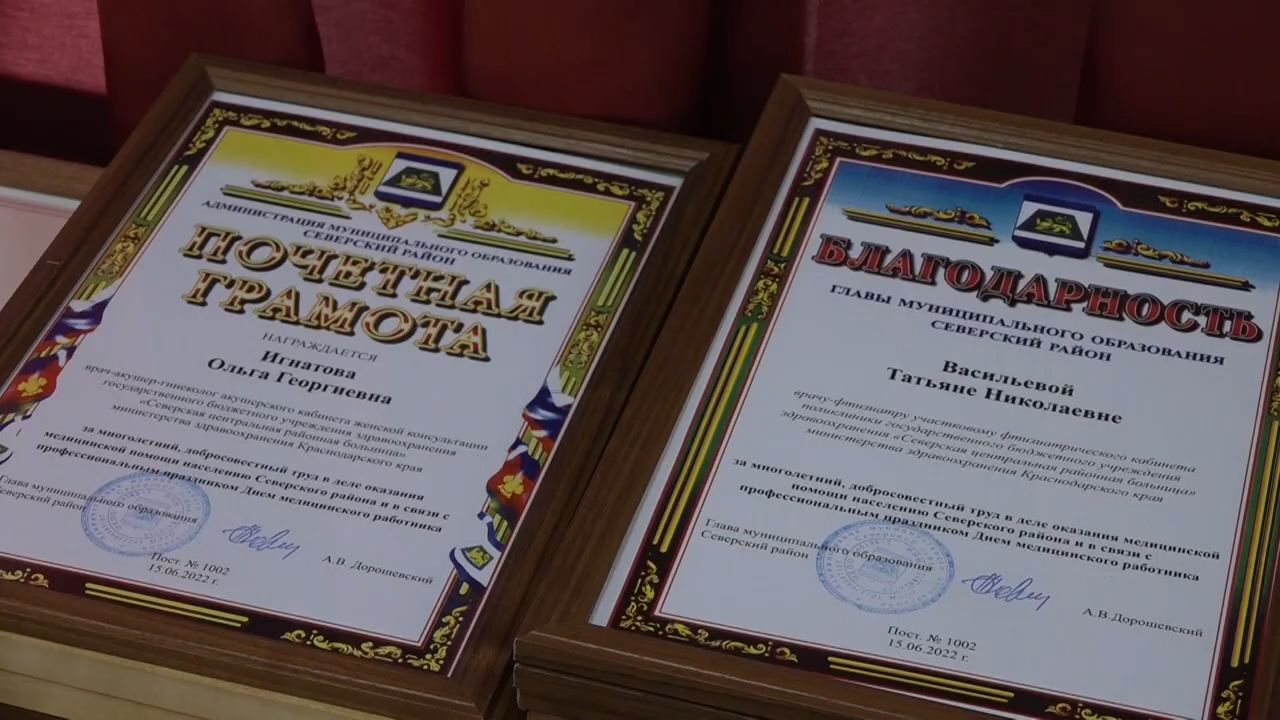 АДМИНИСТРАЦИЯ МУНИЦИПАЛЬНОГО ОБРАЗОВАНИЯ
СЕВЕРСКИЙ РАЙОН
ПОЧЕТНАЯ
ГРАМОТА
НАГРАЖДАЕТСЯ
Игнатова
Ольга Георгиевна
врач-акушер-гинеколог акушерского кабинета женской консультации
государственного бюджетного учреждения здравоохранения
«Северская центральная районная больница»
министерства здравоохранения Краснодарского края
за многолетний, добросовестный труд в деле оказания
медицинской помощи населению Северского района и в связи с
профессиональным праздником Днем медицинского работника
Глава муниципального образования
Северский район
А.В. Дорошевский
Пост. № 1002
15.06.2022 г.
БЛАГОДАРНОСТЬ
ГЛАВЫ МУНИЦИПАЛЬНОГО ОБРАЗОВАНИЯ
СЕВЕРСКИЙ РАЙОН
Васильевой
Татьяне Николаевне
врачу-фтизиатру участковому фтизиатрического кабинета
поликлиники государственного бюджетного учреждения
здравоохранения «Северская центральная районная больница»
министерства здравоохранения Краснодарского края
за многолетний, добросовестный труд в деле оказания медицинской
помощи населению Северского района и в связи с
профессиональным праздником Днем медицинского работника
Глава муниципального образования
Северский район
А.В.Дорошевский
Пост. № 1002
15.06.2022 г.